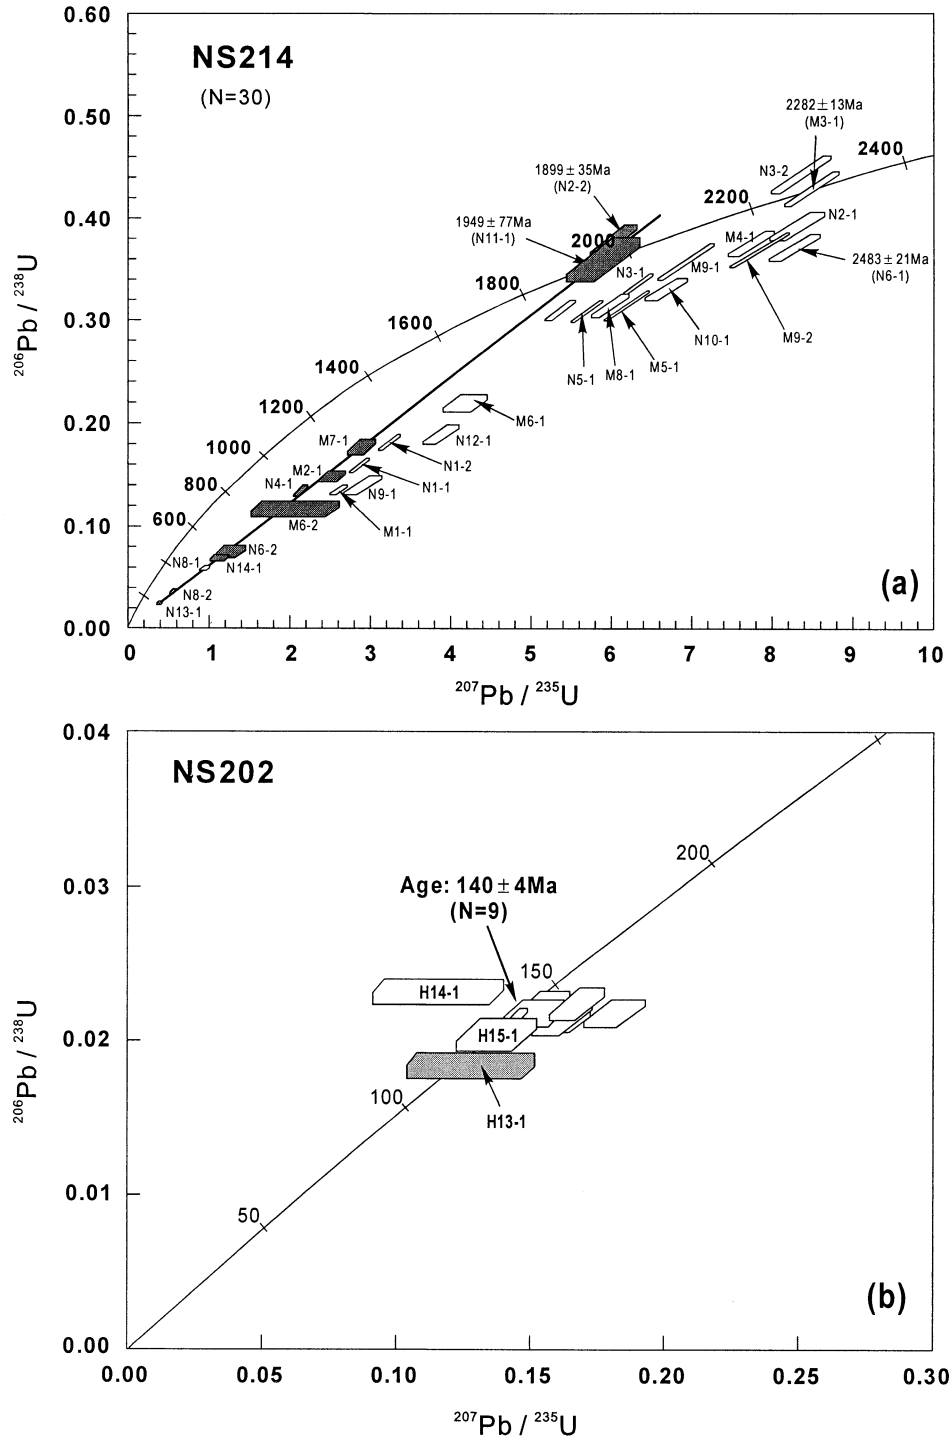 0.60
NS214
(N=30)
0.50
2282±13Ma
(M3-1)
2400
N3-2
1899±35Ma
(N2-2)
2200
0.40
N2-1
1949±77Ma
(N11-1)
2000
M4-1
N3-1
M9-1
2483±21Ma
(N6-1)
1800
0.30
1600
N10-1
M9-2
N5-1
M8-1
M5-1
1400
1200
0.20
M6-1
M7-1
N12-1
1000
M2-1
N1-2
800
N4-1
N1-1
N9-1
600
M6-2
M1-1
0.10
N6-2
N8-1
N14-1
(a)
N8-2
N13-1
0.00
0 1 2 3 4 5 6 7 8 9 10
²⁰⁶Pb / ²³⁸U
²⁰⁷Pb / ²³⁵U
0.04
NS202
200
0.03
Age: 140±4Ma
(N=9)
150
H14-1
0.02
H15-1
100
H13-1
0.01
50
(b)
0.00
0.00 0.05 0.10 0.15 0.20 0.25 0.30
²⁰⁶Pb / ²³⁸U
²⁰⁷Pb / ²³⁵U